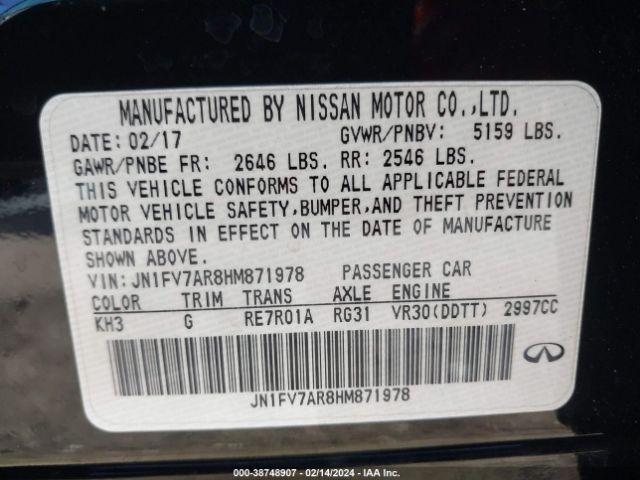 MANUFACTURED BY NISSAN MOTOR CO.,LTD.
DATE: 02/17 GVWR/PNBV: 5159 LBS.
GAWR/PNBE FR: 2646 LBS. RR: 2546 LBS.
THIS VEHICLE CONFORMS TO ALL APPLICABLE FEDERAL
MOTOR VEHICLE SAFETY,BUMPER,AND THEFT PREVENTION
STANDARDS IN EFFECT ON THE DATE OF MANUFACTURE
SHOWN ABOVE.
VIN: JN1FV7AR8HM871978 PASSENGER CAR
COLOR TRIM TRANS AXLE ENGINE
KH3 G RE7R01A RG31 VR30(DDTT) 2997CC
JN1FV7AR8HM871978
000-38748907 - 02/14/2024 - IAA Inc.